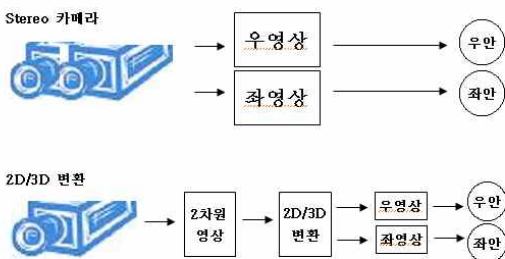 Stereo 카메라
우영상
우안
좌영상
좌안
2D/3D 변환
2차원
영상
2D/3D
변환
우영상
우안
좌영상
좌안